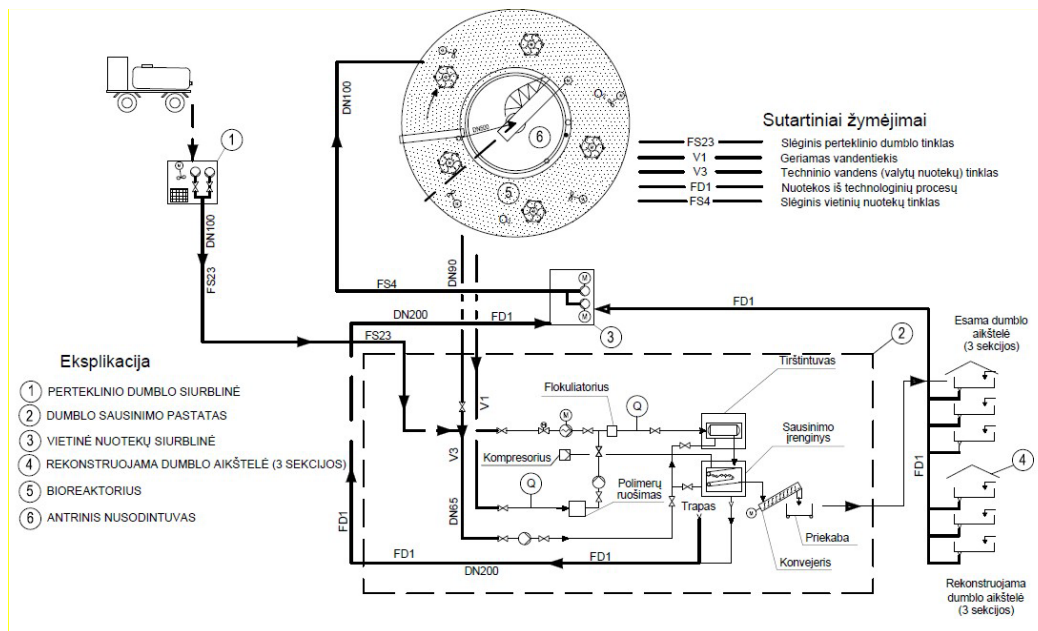 DN100
DN500
O₂
O₂
6
5
Sutartiniai žymėjimai
FS23 Slėginis perteklinio dumblo tinklas
V1 Geriamas vandentiekis
V3 Techninio vandens (valytų nuotekų) tinklas
FD1 Nuotekos iš technologinių procesų
FS4 Slėginis vietinių nuotekų tinklas
1
M
DN100
FS23
DN90
FS4
M
M
3
DN200
FD1
FD1
FS23
Eksplikacija
1 PERTEKLINIO DUMBLO SIURBLINĖ
2 DUMBLO SAUSINIMO PASTATAS
3 VIETINĖ NUOTEKŲ SIURBLINĖ
4 REKONSTRUOJAMA DUMBLO AIKŠTELĖ (3 SEKCIJOS)
5 BIOREAKTORIUS
6 ANTRINIS NUSODINTUVAS
2
Tirštintuvas
Flokuliatorius
V1
M
Q
Sausinimo
įrenginys
V3
Kompresorius
Q
Polimerų
ruošimas
Trapas
M
Priekaba
Konvejeris
DN65
FD1
FD1
FD1
DN200
Esama dumblo
aikštelė
(3 sekcijos)
FD1
4
Rekonstruojama
dumblo aikštelė
(3 sekcijos)